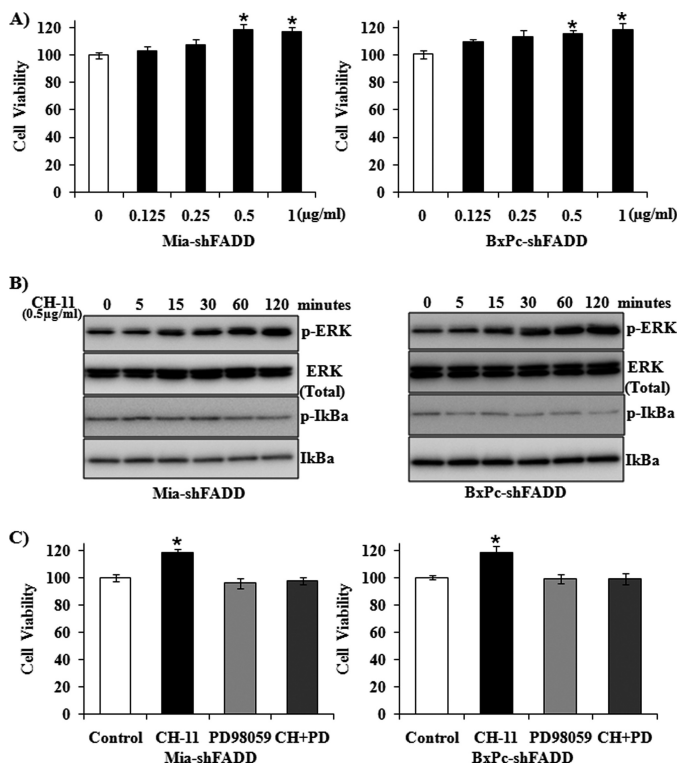 A)
Cell Viability
120
100
80
60
40
20
0
* *
0 0.125 0.25 0.5 1 (µg/ml)
Mia-shFADD
Cell Viability
120
100
80
60
40
20
0
* *
0 0.125 0.25 0.5 1 (µg/ml)
BxPc-shFADD
B)
CH-11 0 5 15 30 60 120 minutes
(0.5µg/ml)
p-ERK
ERK
(Total)
p-IkBa
IkBa
Mia-shFADD
0 5 15 30 60 120 minutes
p-ERK
ERK
(Total)
p-IkBa
IkBa
BxPc-shFADD
C)
Cell Viability
120
100
80
60
40
20
0
*
Control CH-11 PD98059 CH+PD
Mia-shFADD
Cell Viability
120
100
80
60
40
20
0
*
Control CH-11 PD98059 CH+PD
BxPc-shFADD